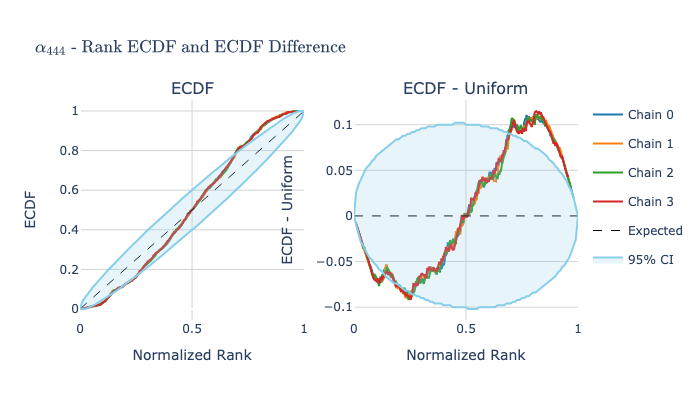 α₄₄₄ - Rank ECDF and ECDF Difference
ECDF
ECDF - Uniform
ECDF
1
0.8
0.6
0.4
0.2
0
0
0.5
1
Normalized Rank
ECDF - Uniform
0.1
0.05
0
−0.05
−0.1
0
0.5
1
Normalized Rank
Chain 0
Chain 1
Chain 2
Chain 3
Expected
95% CI